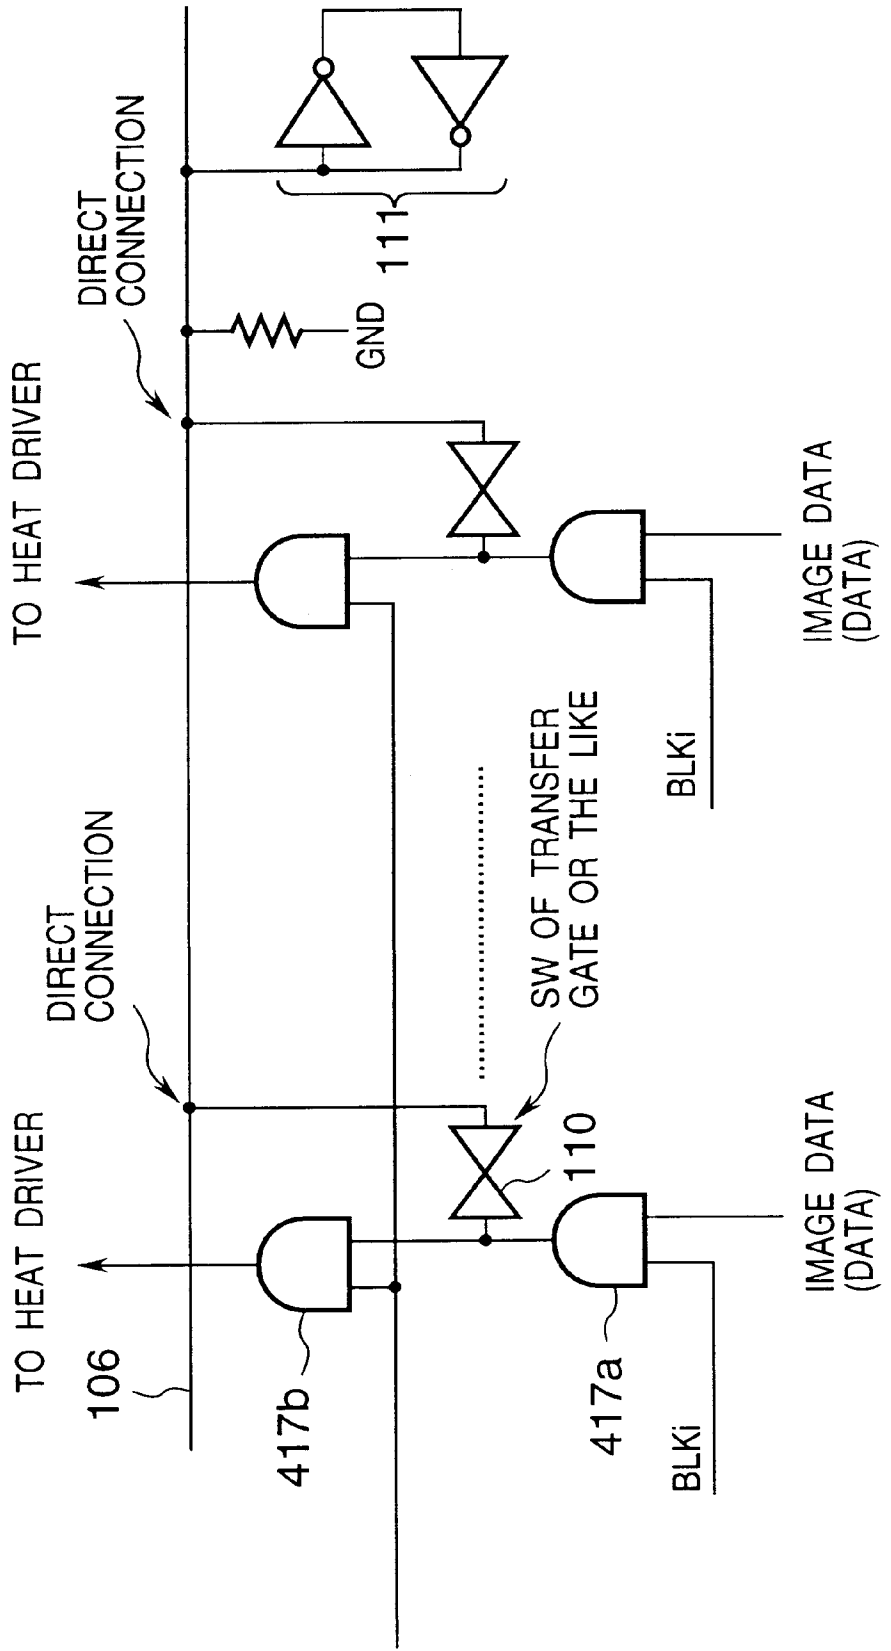 TO HEAT DRIVER
106
DIRECT
CONNECTION
TO HEAT DRIVER
DIRECT
CONNECTION
417b
GND
111
110
SW OF TRANSFER
GATE OR THE LIKE
417a
BLKi
IMAGE DATA
(DATA)
BLKi
IMAGE DATA
(DATA)